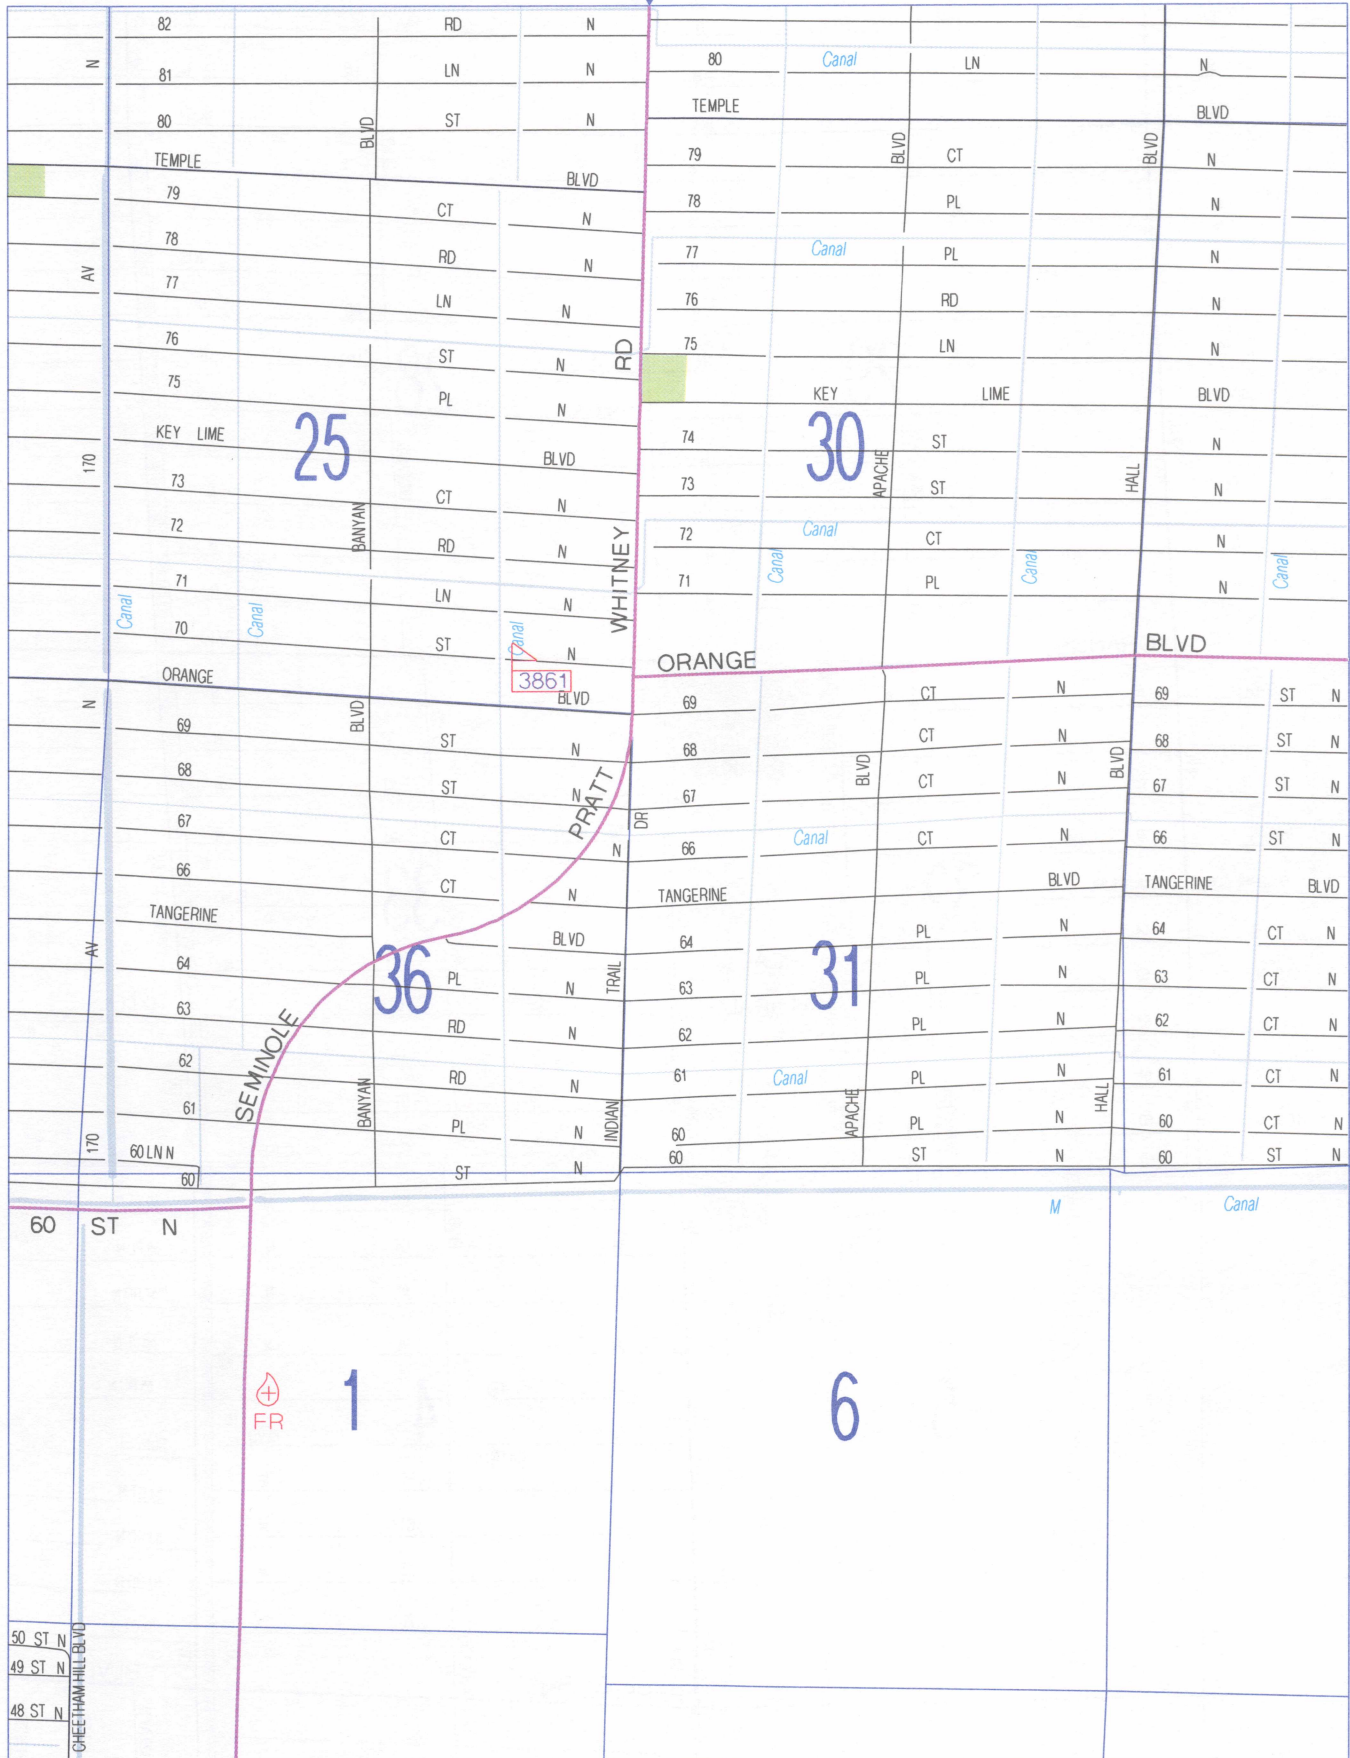 82 RD N
N 81 LN N
80 ST N
BLVD
TEMPLE BLVD
79 CT N
78 RD N
AV
77 LN N
76 ST N
75 PL N
KEY LIME BLVD
25
170
73 CT N
BANYAN
72 RD N
71 LN N
Canal
Canal
70 ST N
Canal
3861
ORANGE BLVD
WHITNEY RD
80 Canal LN N
TEMPLE BLVD
79 BLVD CT BLVD N
78 PL N
77 Canal PL N
76 RD N
75 LN N
KEY LIME BLVD
30
74 ST N
APACHE
HALL
73 ST N
72 Canal CT N
Canal
Canal
Canal
71 PL N
ORANGE BLVD
N
BLVD
69 ST N
68 ST N
67 CT N
66 CT N
TANGERINE BLVD
AV
36
64 PL N
63 RD N
62 RD N
61 PL N
170
60 LN N
60 ST N
SEMINOLE PRATT
BANYAN
INDIAN TRAIL DR
69 CT N 69 ST N
68 CT N 68 ST N
BLVD
BLVD
67 CT N 67 ST N
66 Canal CT N 66 ST N
TANGERINE BLVD TANGERINE BLVD
31
64 PL N 64 CT N
63 PL N 63 CT N
62 PL N 62 CT N
61 Canal PL N 61 CT N
APACHE
HALL
60 PL N 60 CT N
60 ST N 60 ST N
M Canal
60 ST N
FR
1
6
50 ST N
49 ST N
48 ST N
CHEETHAM HILL BLVD